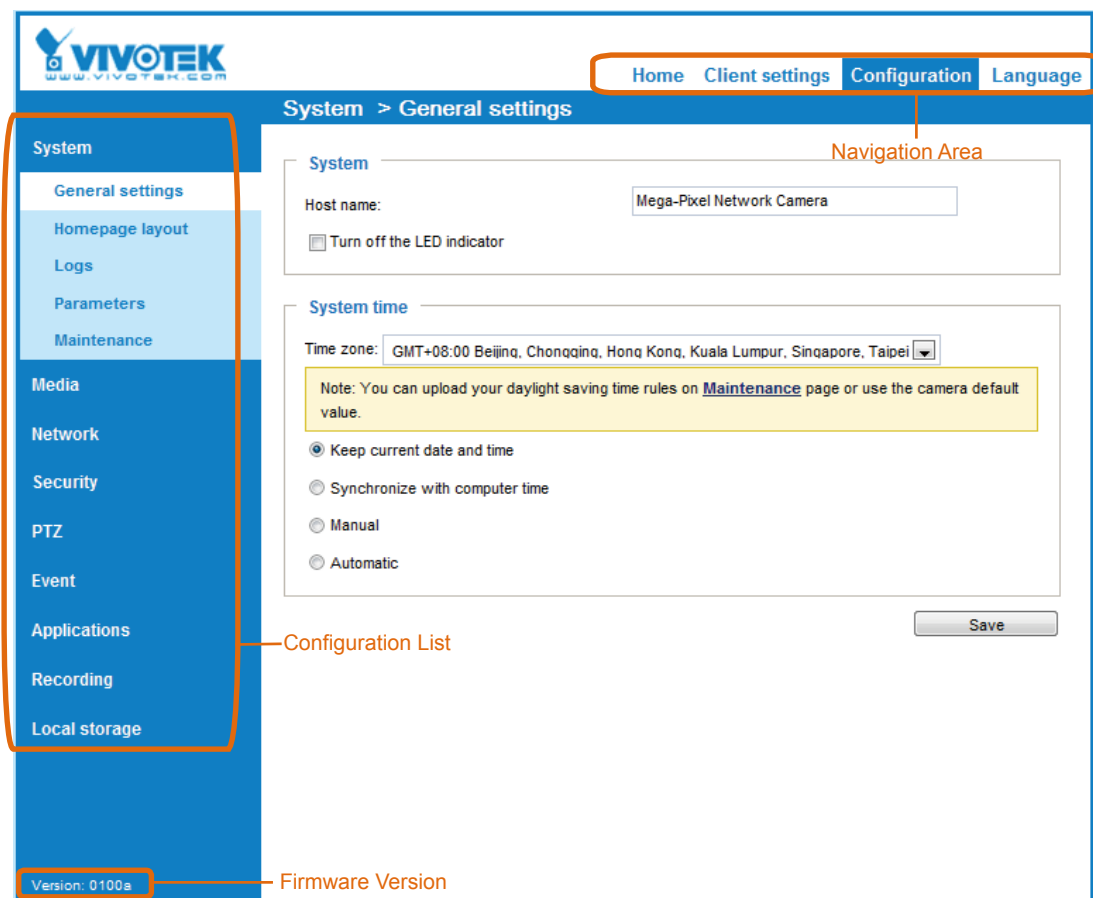 VIVOTEK
www.vivotek.com
Home Client settings Configuration Language
System > General settings
Navigation Area
System
General settings
Homepage layout
Logs
Parameters
Maintenance
Media
Network
Security
PTZ
Event
Applications
Recording
Local storage
Version: 0100a
System
Host name: Mega-Pixel Network Camera
Turn off the LED indicator
System time
Time zone: GMT+08:00 Beijing, Chongqing, Hong Kong, Kuala Lumpur, Singapore, Taipei
Note: You can upload your daylight saving time rules on Maintenance page or use the camera default
value.
Keep current date and time
Synchronize with computer time
Manual
Automatic
Save
Configuration List
Firmware Version